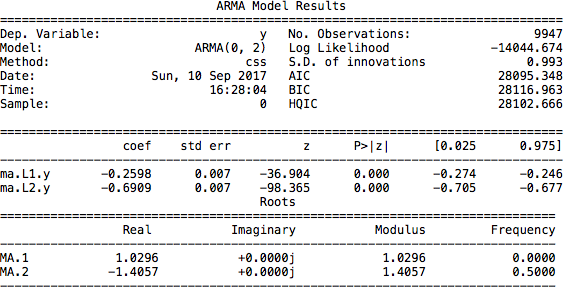 ARMA Model Results
==============================================================================
Dep. Variable: y No. Observations: 9947
Model: ARMA(0, 2) Log Likelihood -14044.674
Method: css S.D. of innovations 0.993
Date: Sun, 10 Sep 2017 AIC 28095.348
Time: 16:28:04 BIC 28116.963
Sample: 0 HQIC 28102.666
==============================================================================
coef std err z P>|z| [0.025 0.975]
------------------------------------------------------------------------------
ma.L1.y -0.2598 0.007 -36.904 0.000 -0.274 -0.246
ma.L2.y -0.6909 0.007 -98.365 0.000 -0.705 -0.677
Roots
==============================================================================
Real Imaginary Modulus Frequency
------------------------------------------------------------------------------
MA.1 1.0296 +0.0000j 1.0296 0.0000
MA.2 -1.4057 +0.0000j 1.4057 0.5000
------------------------------------------------------------------------------